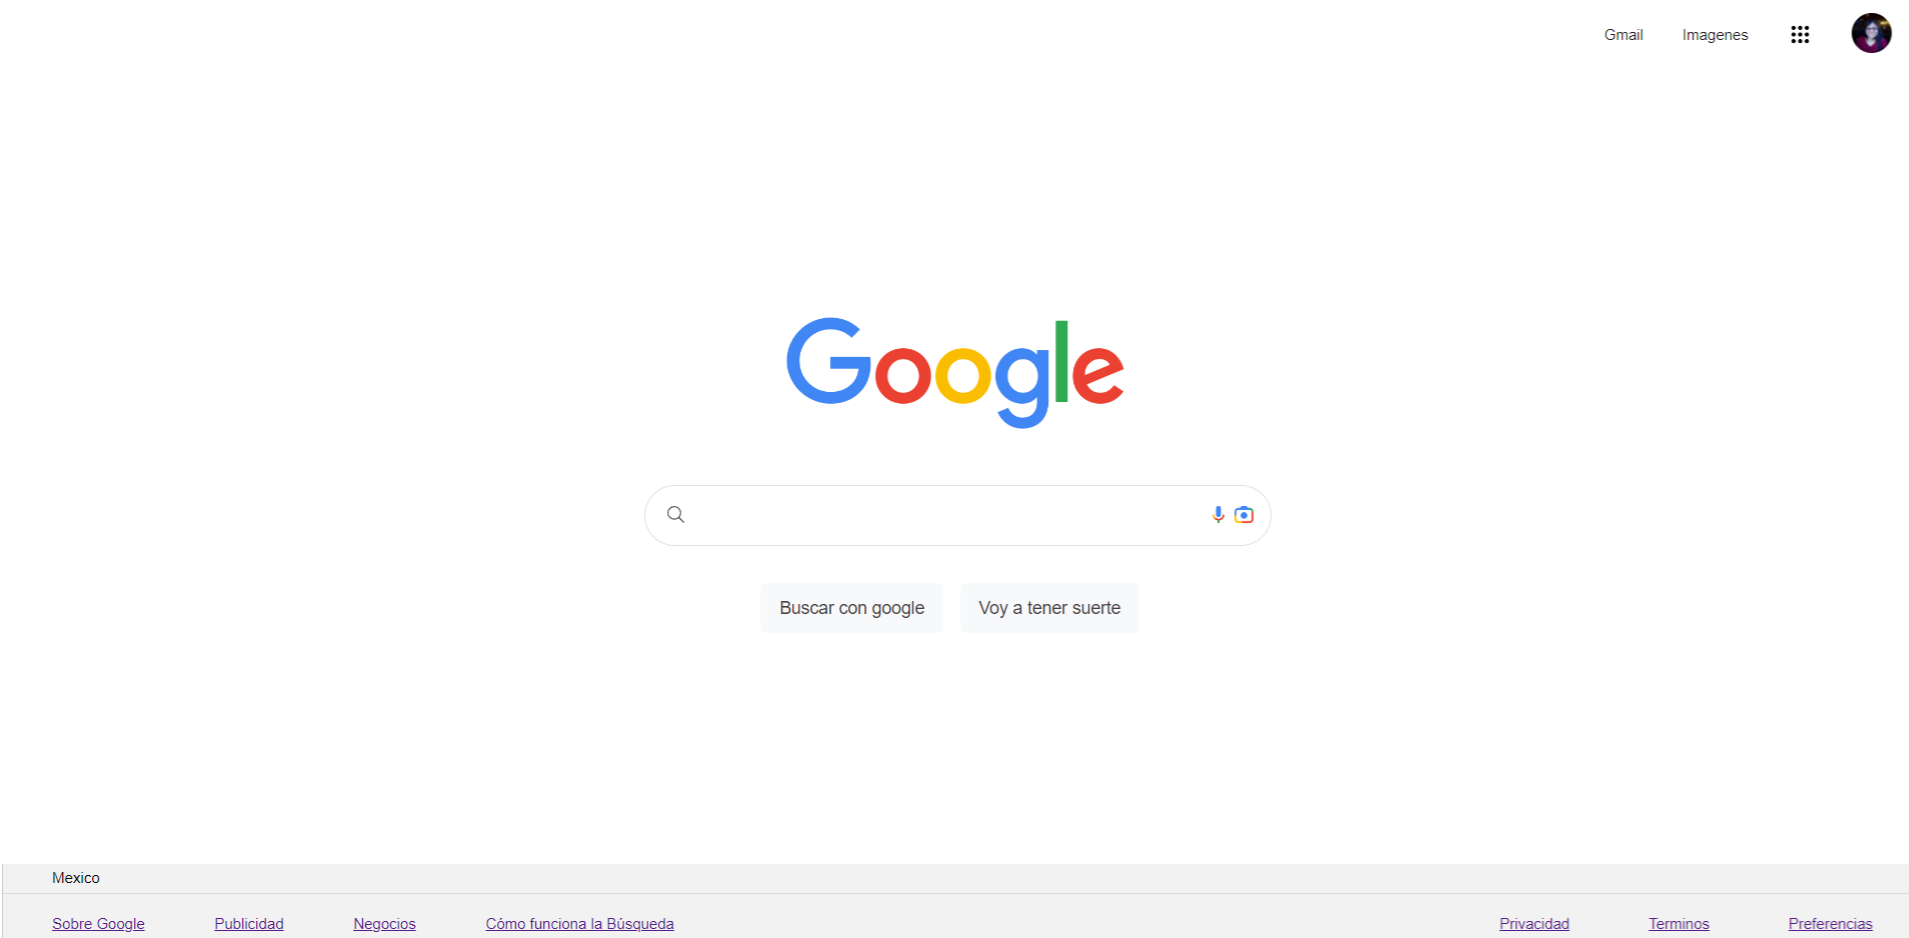 Gmail Imagenes
Google
Buscar con google Voy a tener suerte
Mexico
Sobre Google Publicidad Negocios Cómo funciona la Búsqueda Privacidad Terminos Preferencias